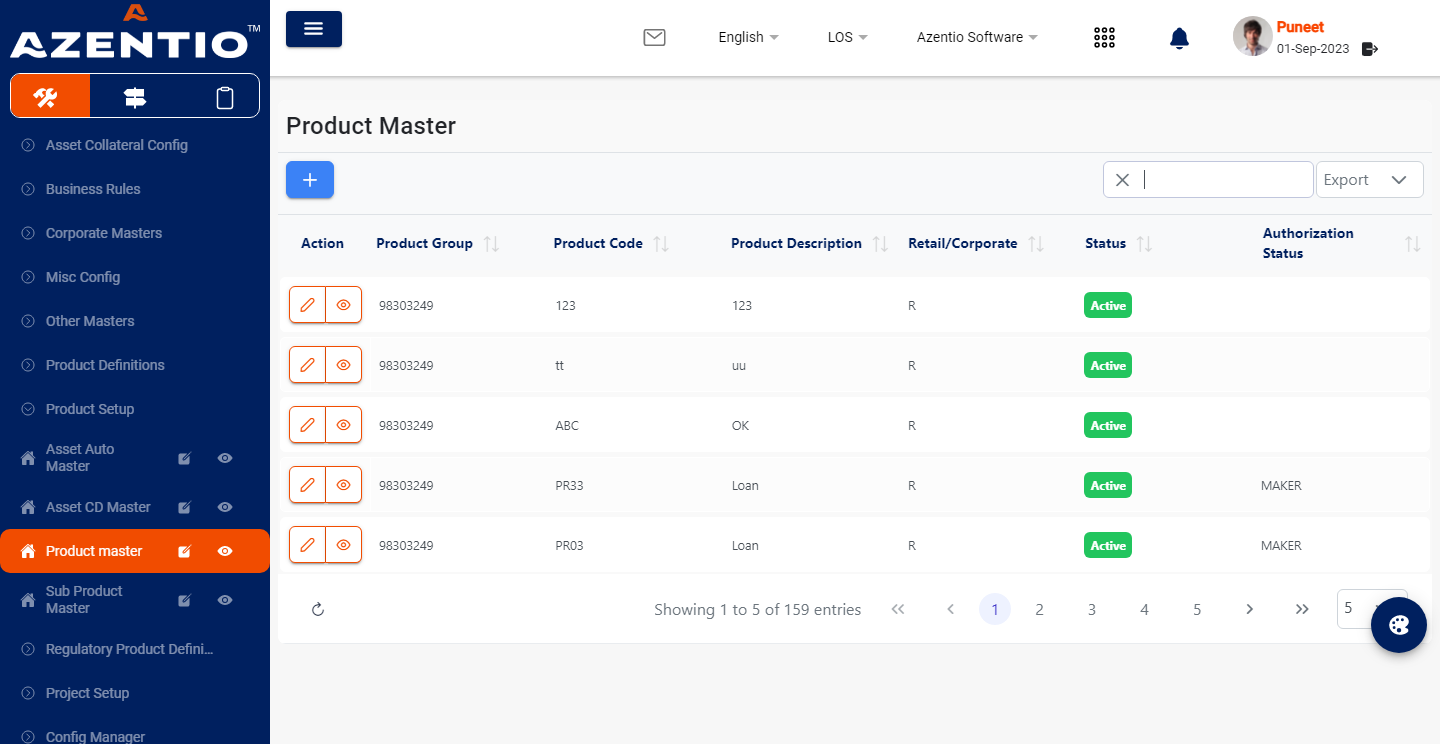 AZENTIO™
English
LOS
Azentio Software
Puneet
01-Sep-2023
Asset Collateral Config
Business Rules
Corporate Masters
Misc Config
Other Masters
Product Definitions
Product Setup
Asset Auto
Master
Asset CD Master
Product master
Sub Product
Master
Regulatory Product Defini...
Project Setup
Config Manager
Product Master
Export
Action Product Group Product Code Product Description Retail/Corporate Status Authorization
Status
98303249 123 123 R Active
98303249 tt uu R Active
98303249 ABC OK R Active
98303249 PR33 Loan R Active MAKER
98303249 PR03 Loan R Active MAKER
Showing 1 to 5 of 159 entries 1 2 3 4 5 5